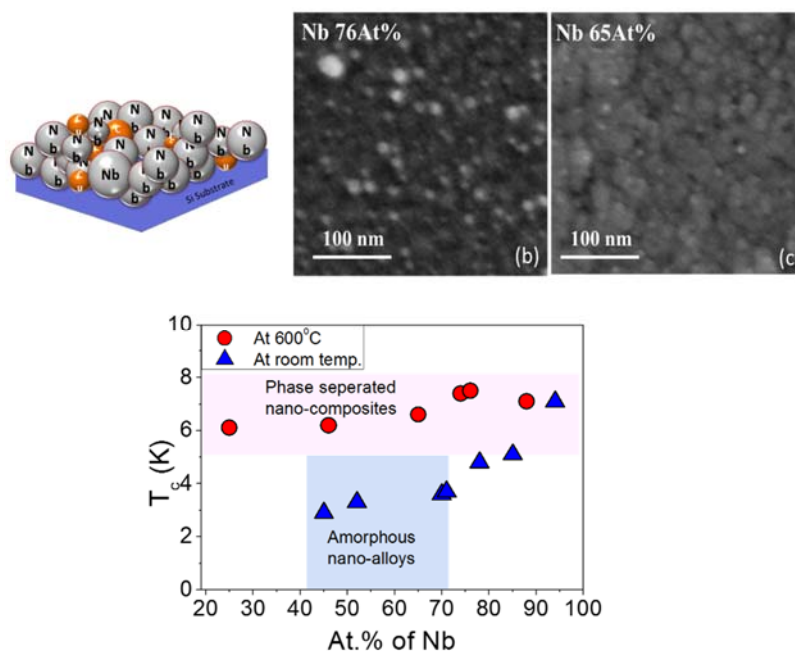 Nb 76At%
Nb 65At%
N
b
N
b
N
b
N
b
N
b
N
b
Nb
Si Substrate
100 nm
(b)
100 nm
(c
At 600°C
At room temp.
Phase seperated
nano-composites
Amorphous
nano-alloys
T_c (K)
10
8
6
4
2
0
20 30 40 50 60 70 80 90 100
At.% of Nb